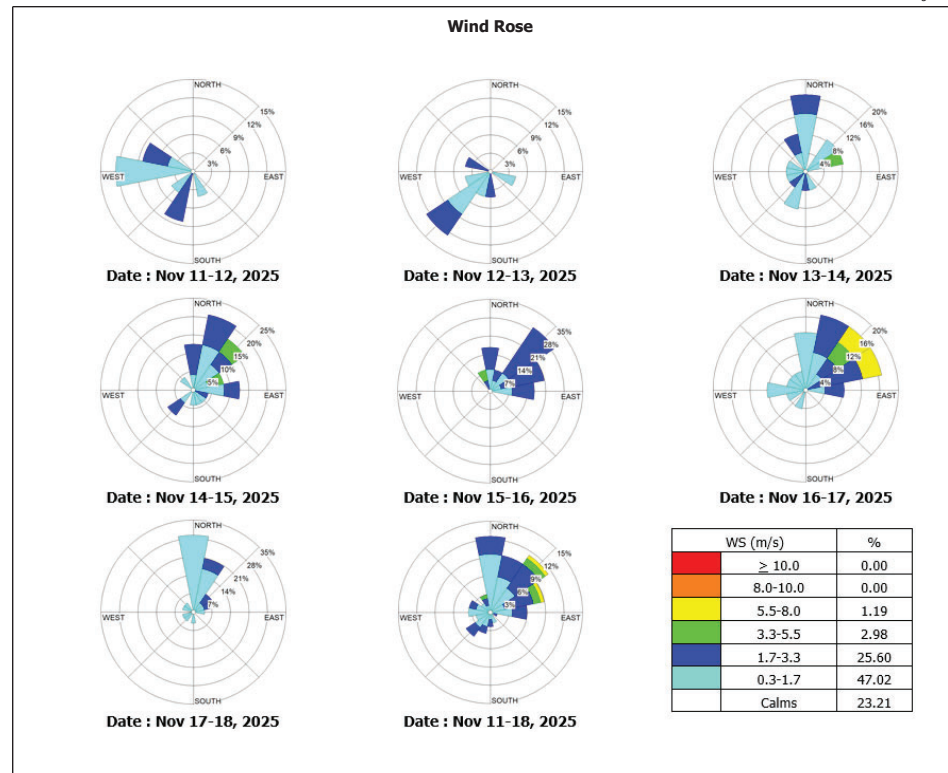 Wind Rose
NORTH
15%
12%
9%
6%
3%
WEST
EAST
SOUTH
Date : Nov 11-12, 2025
NORTH
15%
12%
9%
6%
3%
WEST
EAST
SOUTH
Date : Nov 12-13, 2025
NORTH
20%
16%
12%
8%
4%
WEST
EAST
SOUTH
Date : Nov 13-14, 2025
NORTH
25%
20%
15%
10%
5%
WEST
EAST
SOUTH
Date : Nov 14-15, 2025
NORTH
35%
28%
21%
14%
7%
WEST
EAST
SOUTH
Date : Nov 15-16, 2025
NORTH
20%
16%
12%
8%
4%
WEST
EAST
SOUTH
Date : Nov 16-17, 2025
NORTH
35%
28%
21%
14%
7%
WEST
EAST
SOUTH
Date : Nov 17-18, 2025
NORTH
15%
12%
9%
6%
3%
WEST
EAST
SOUTH
Date : Nov 11-18, 2025
WS (m/s) %
≥ 10.0 0.00
8.0-10.0 0.00
5.5-8.0 1.19
3.3-5.5 2.98
1.7-3.3 25.60
0.3-1.7 47.02
Calms 23.21